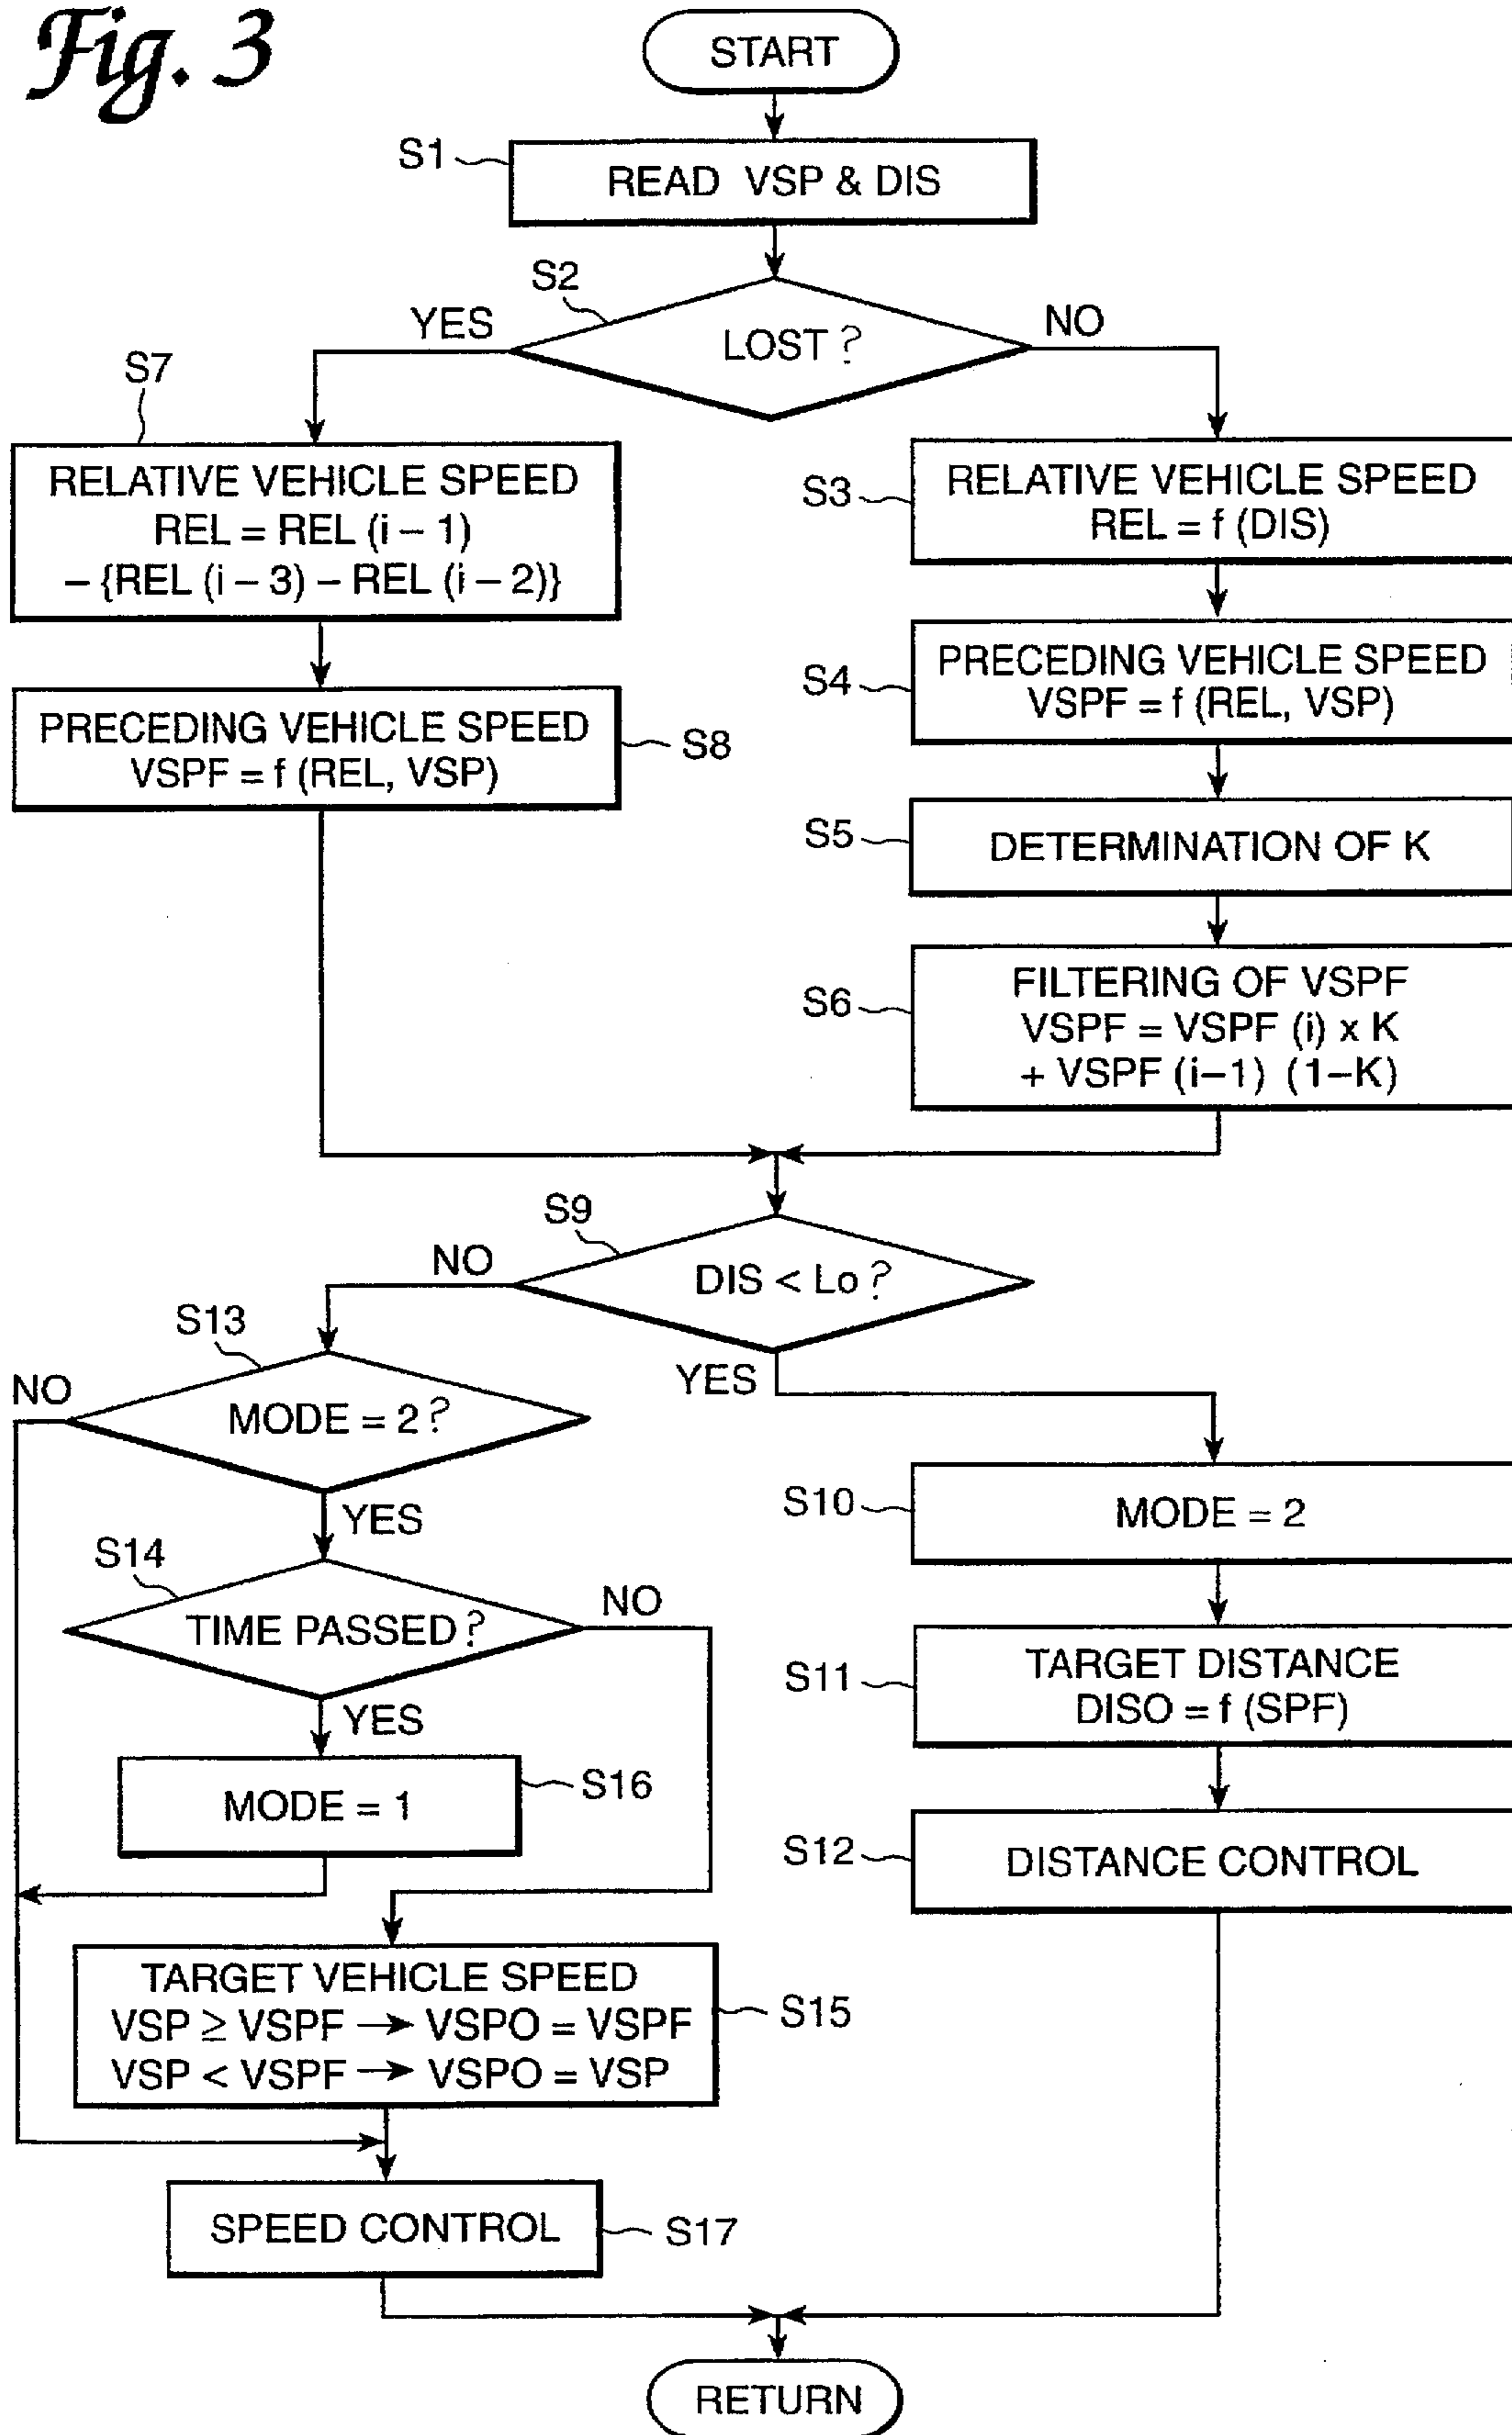 Fig. 3
START
S1
READ VSP & DIS
S2
YES
LOST ?
NO
S7
RELATIVE VEHICLE SPEED
REL = REL (i – 1)
– {REL (i – 3) – REL (i – 2)}
S3
RELATIVE VEHICLE SPEED
REL = f (DIS)
S8
PRECEDING VEHICLE SPEED
VSPF = f (REL, VSP)
S4
PRECEDING VEHICLE SPEED
VSPF = f (REL, VSP)
S5
DETERMINATION OF K
S6
FILTERING OF VSPF
VSPF = VSPF (i) x K
+ VSPF (i–1) (1–K)
S9
NO
DIS < Lo ?
YES
S13
NO
MODE = 2 ?
YES
S10
MODE = 2
S14
TIME PASSED ?
NO
YES
S11
TARGET DISTANCE
DISO = f (SPF)
MODE = 1
S16
S12
DISTANCE CONTROL
TARGET VEHICLE SPEED
VSP ≧ VSPF → VSPO = VSPF
VSP < VSPF → VSPO = VSP
S15
SPEED CONTROL
S17
RETURN